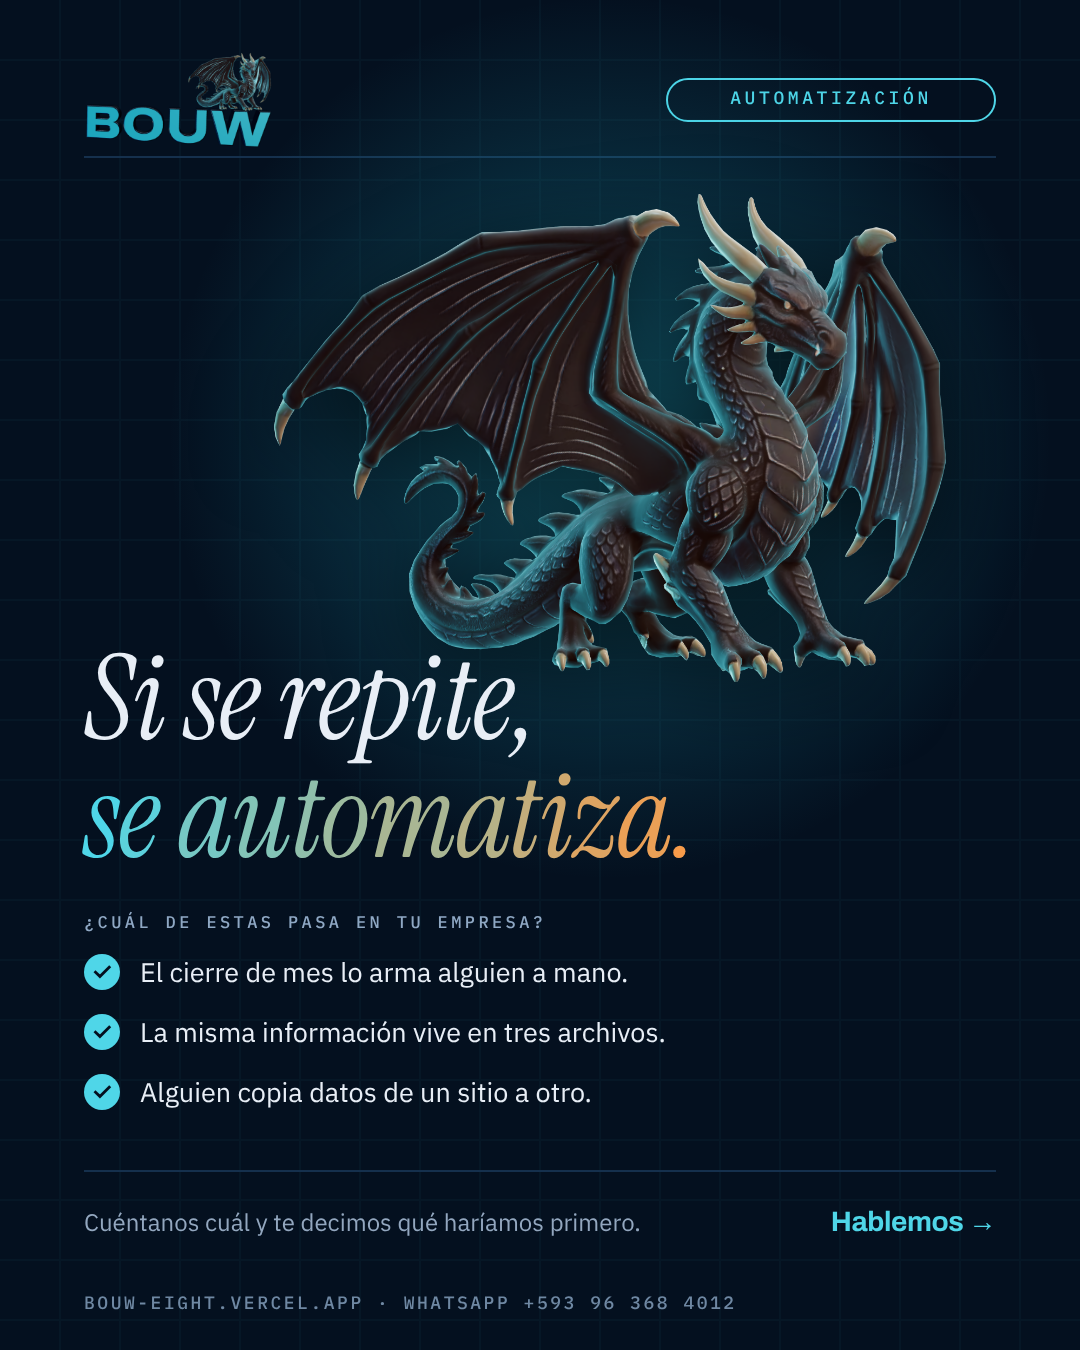 BOUW
AUTOMATIZACIÓN
Si se repite,
se automatiza.
¿CUÁL DE ESTAS PASA EN TU EMPRESA?
El cierre de mes lo arma alguien a mano.
La misma información vive en tres archivos.
Alguien copia datos de un sitio a otro.
Cuéntanos cuál y te decimos qué haríamos primero.
Hablemos →
BOUW-EIGHT.VERCEL.APP · WHATSAPP +593 96 368 4012